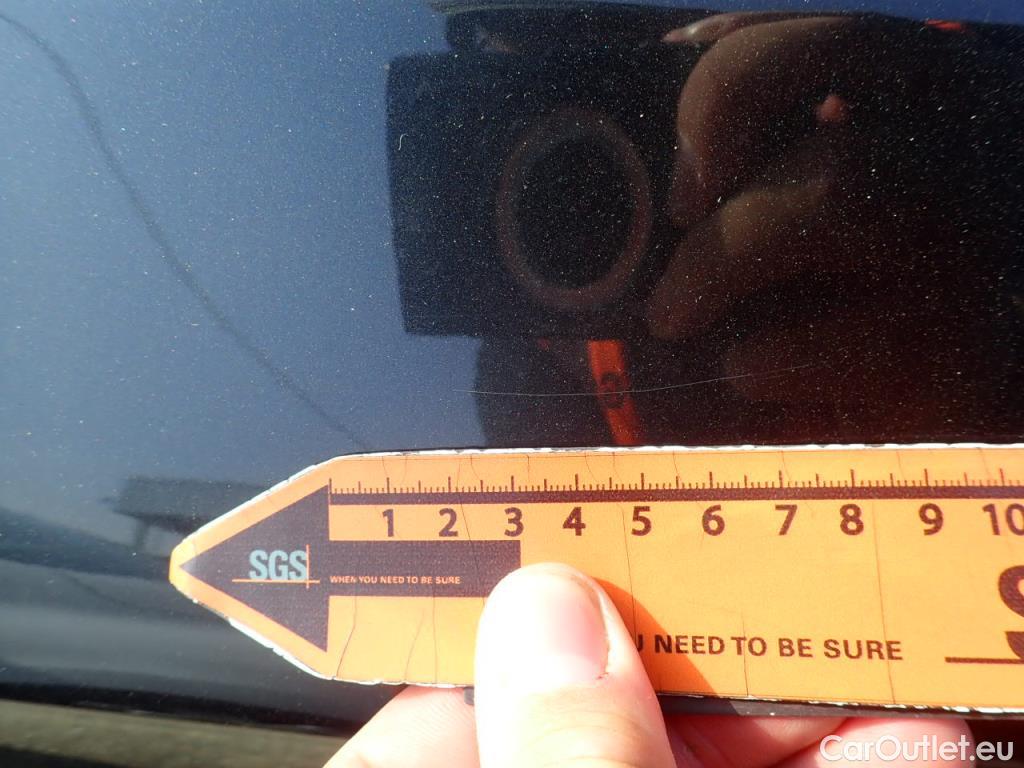 1 2 3 4 5 6 7 8 9 10
SGS
WHEN YOU NEED TO BE SURE
NEED TO BE SURE
CarOutlet.eu